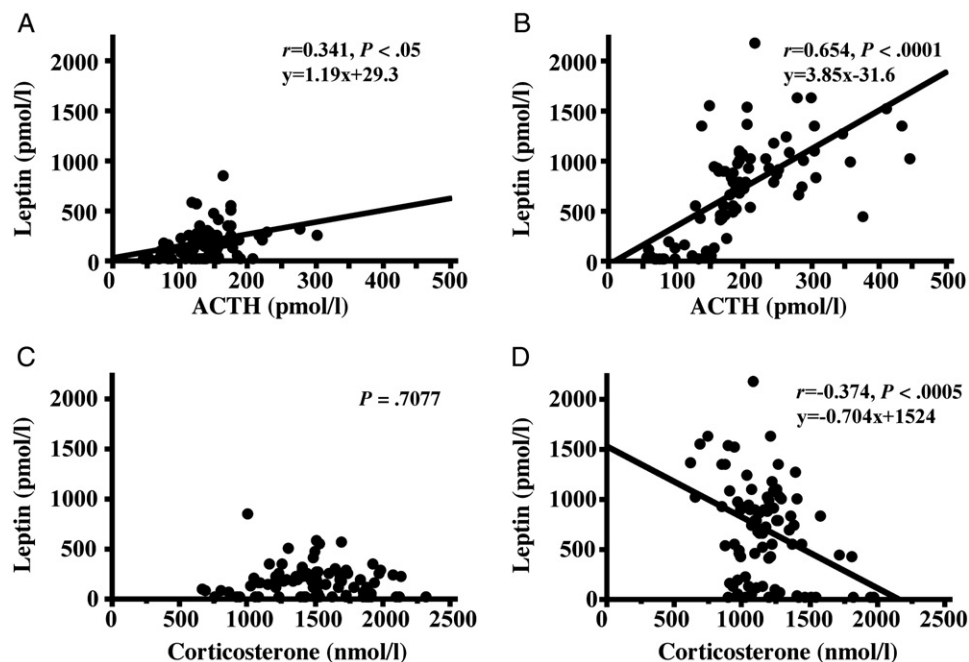 A
B
r=0.341, P < .05
y=1.19x+29.3
r=0.654, P < .0001
y=3.85x-31.6
Leptin (pmol/l)
2000
1500
1000
500
0
0 100 200 300 400 500
ACTH (pmol/l)
Leptin (pmol/l)
2000
1500
1000
500
0
0 100 200 300 400 500
ACTH (pmol/l)
C
D
P = .7077
r=-0.374, P < .0005
y=-0.704x+1524
Leptin (pmol/l)
2000
1500
1000
500
0
0 500 1000 1500 2000 2500
Corticosterone (nmol/l)
Leptin (pmol/l)
2000
1500
1000
500
0
0 500 1000 1500 2000 2500
Corticosterone (nmol/l)